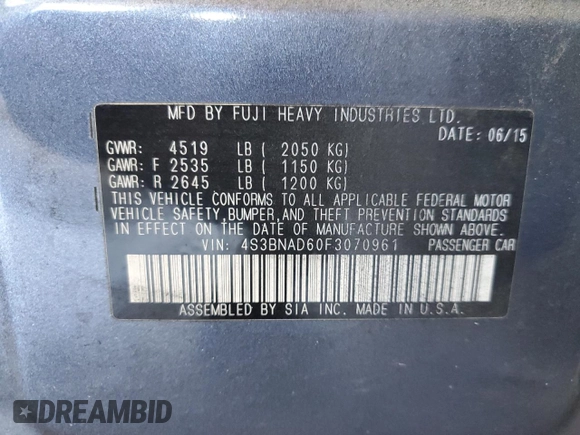 MFD BY FUJI HEAVY INDUSTRIES LTD.
DATE: 06/15
GVWR: 4519 LB ( 2050 KG)
GAWR: F 2535 LB ( 1150 KG)
GAWR: R 2645 LB ( 1200 KG)
THIS VEHICLE CONFORMS TO ALL APPLICABLE FEDERAL MOTOR
VEHICLE SAFETY, BUMPER, AND THEFT PREVENTION STANDARDS
IN EFFECT ON THE DATE OF MANUFACTURE SHOWN ABOVE.
VIN: 4S3BNAD60F3070961 PASSENGER CAR
ASSEMBLED BY SIA INC. MADE IN U.S.A.
DREAMBID